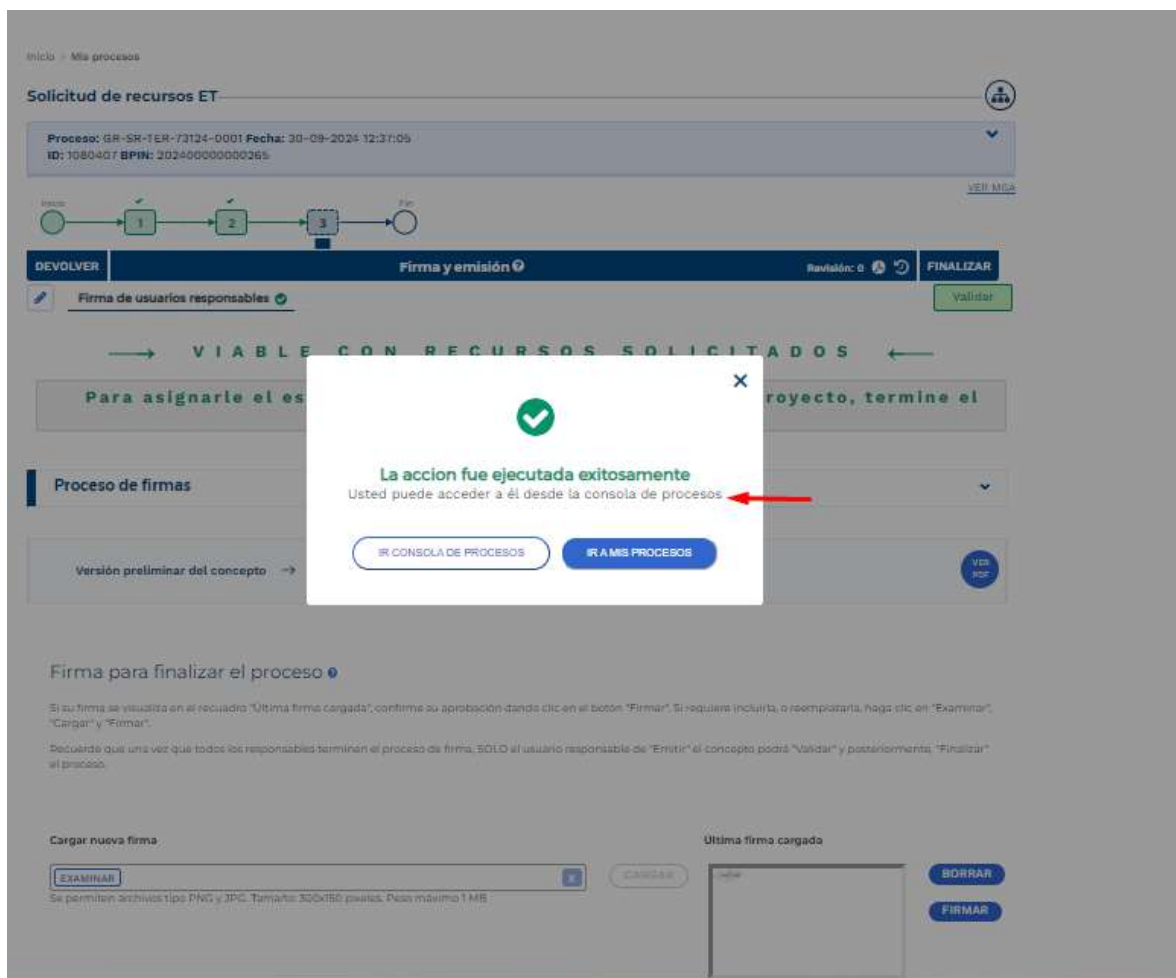 Inicio > Mis procesos
Solicitud de recursos ET
Proceso: GR-SR-TER-73124-0001 Fecha: 30-09-2024 12:37:05
ID: 1080407 BPIN: 202400000000265
VER MGA
Inicio
1
2
3
Fin
DEVOLVER Firma y emisión Revisión: 0 FINALIZAR
Firma de usuarios responsables Validar
VIABLE CON RECURSOS SOLICITADOS
Para asignarle el es royecto, termine el
La accion fue ejecutada exitosamente
Usted puede acceder a él desde la consola de procesos
IR CONSOLA DE PROCESOS IR A MIS PROCESOS
Proceso de firmas
Versión preliminar del concepto → VER PDF
Firma para finalizar el proceso
Si su firma se visualiza en el recuadro "Última firma cargada", confirme su aprobación dando clic en el botón "Firmar". Si requiere incluirla, o reemplazarla, haga clic en "Examinar",
"Cargar" y "Firmar".
Recuerde que una vez que todos los responsables terminen el proceso de firma, SOLO el usuario responsable de "Emitir" el concepto podrá "Validar" y posteriormente, "Finalizar"
el proceso.
Cargar nueva firma Última firma cargada
EXAMINAR x CARGAR BORRAR
Se permiten archivos tipo PNG y JPG. Tamaño: 300x150 pixeles. Peso máximo 1 MB
FIRMAR